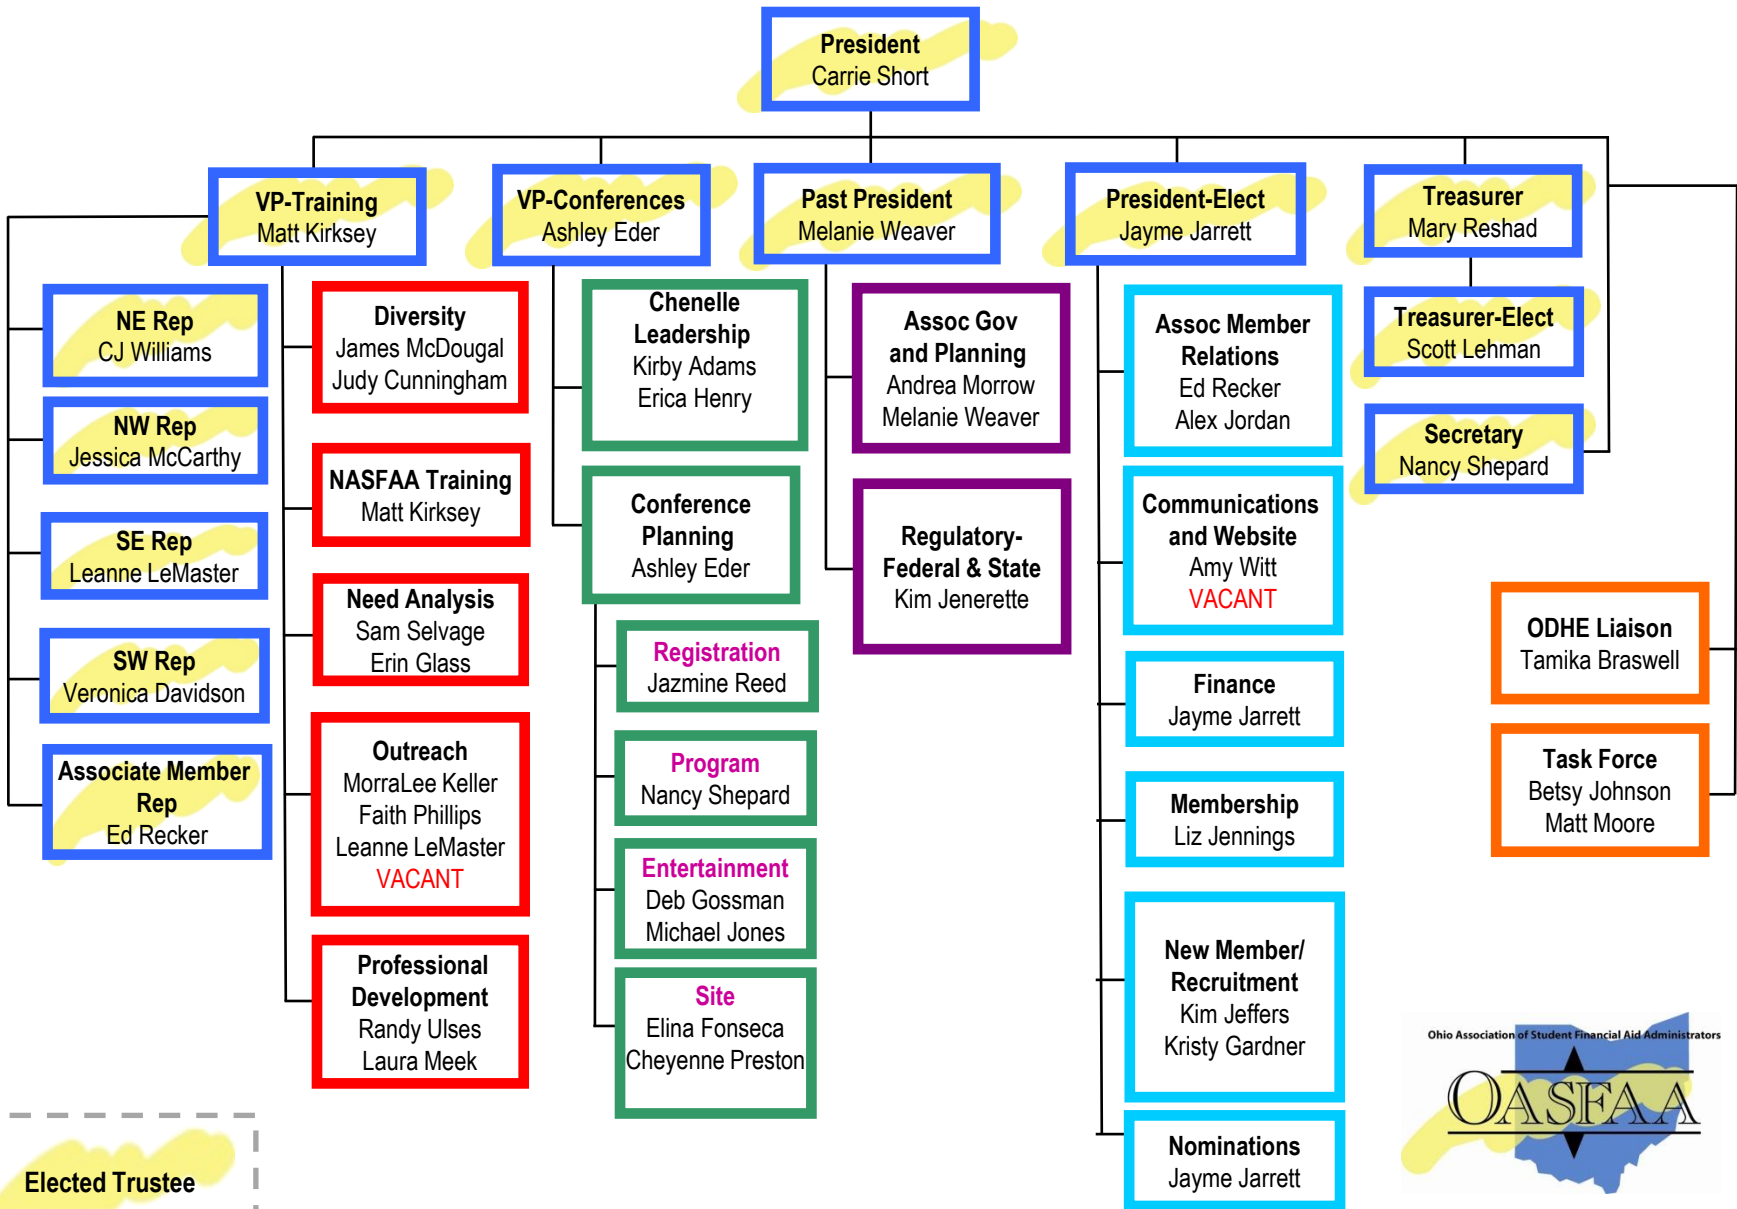 President
Carrie Short
VP-Training
Matt Kirksey
VP-Conferences
Ashley Eder
Past President
Melanie Weaver
President-Elect
Jayme Jarrett
Treasurer
Mary Reshad
Treasurer-Elect
Scott Lehman
Secretary
Nancy Shepard
NE Rep
CJ Williams
NW Rep
Jessica McCarthy
SE Rep
Leanne LeMaster
SW Rep
Veronica Davidson
Associate Member
Rep
Ed Recker
Diversity
James McDougal
Judy Cunningham
NASFAA Training
Matt Kirksey
Need Analysis
Sam Selvage
Erin Glass
Outreach
MorraLee Keller
Faith Phillips
Leanne LeMaster
VACANT
Professional
Development
Randy Ulses
Laura Meek
Chenelle
Leadership
Kirby Adams
Erica Henry
Conference
Planning
Ashley Eder
Registration
Jazmine Reed
Program
Nancy Shepard
Entertainment
Deb Gossman
Michael Jones
Site
Elina Fonseca
Cheyenne Preston
Assoc Gov
and Planning
Andrea Morrow
Melanie Weaver
Regulatory-
Federal & State
Kim Jenerette
Assoc Member
Relations
Ed Recker
Alex Jordan
Communications
and Website
Amy Witt
VACANT
Finance
Jayme Jarrett
Membership
Liz Jennings
New Member/
Recruitment
Kim Jeffers
Kristy Gardner
Nominations
Jayme Jarrett
ODHE Liaison
Tamika Braswell
Task Force
Betsy Johnson
Matt Moore
Ohio Association of Student Financial Aid Administrators
OASFAA
Elected Trustee